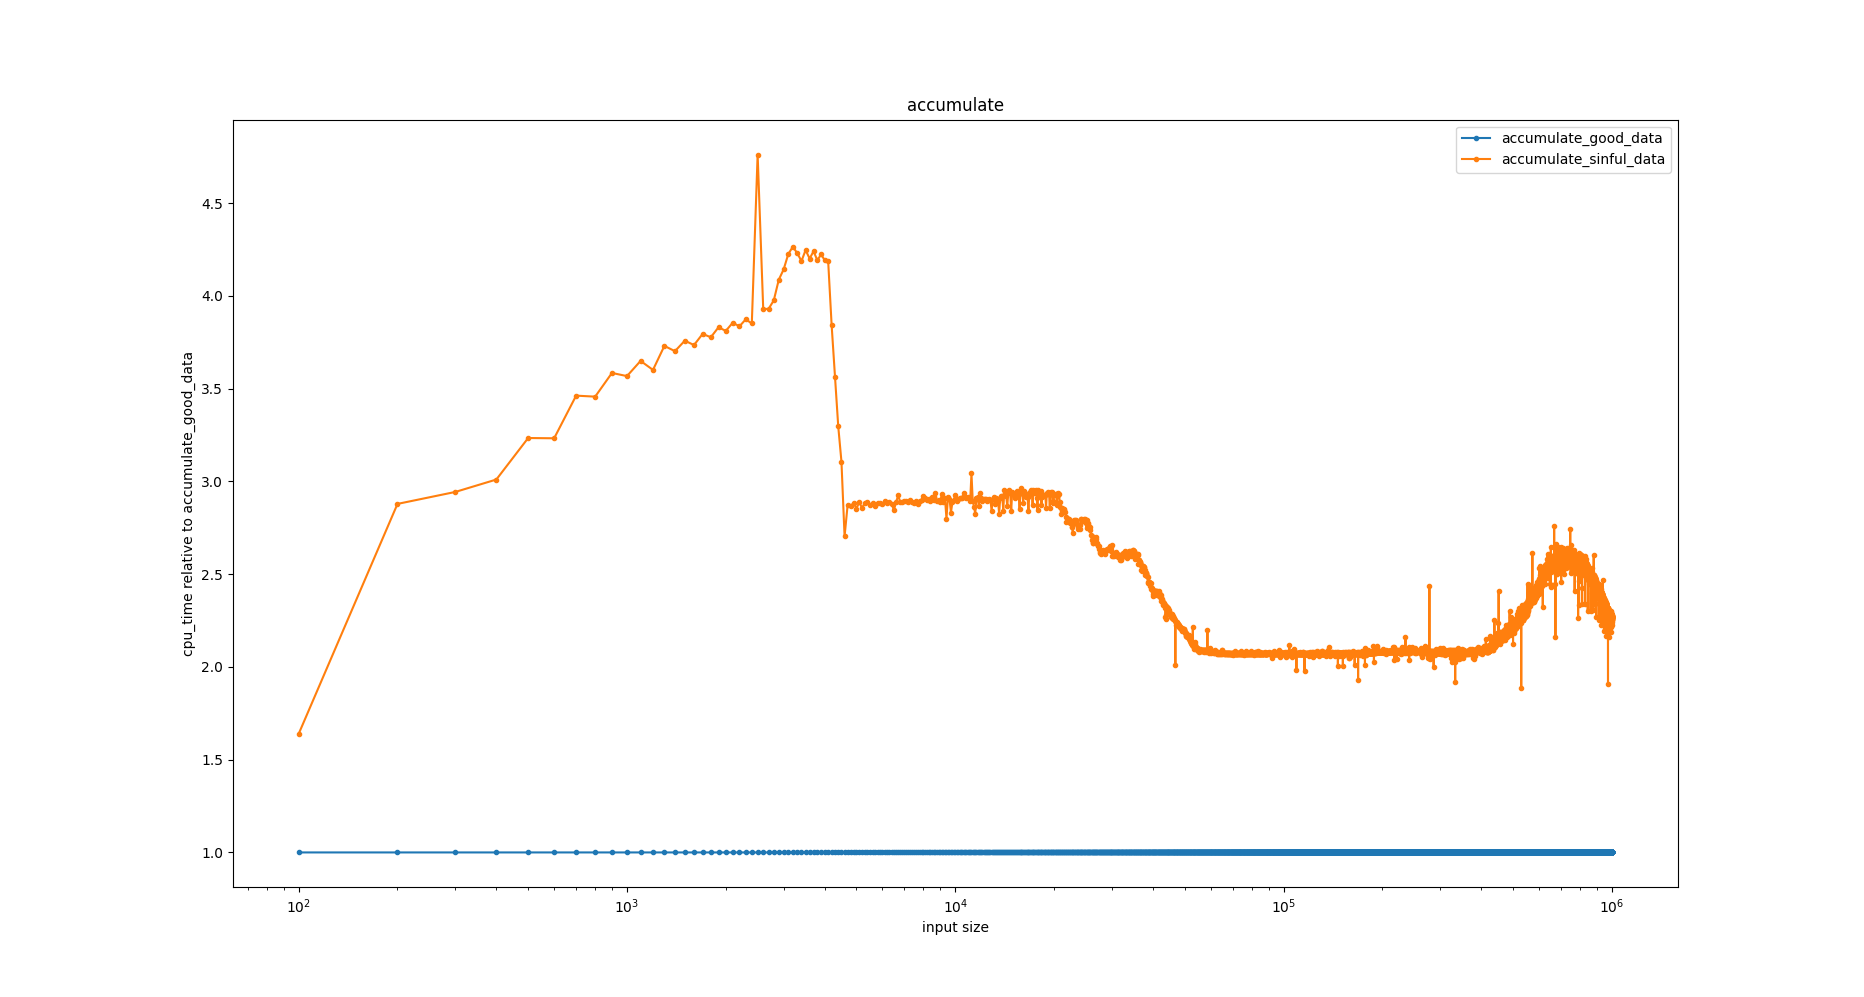 accumulate
accumulate_good_data
accumulate_sinful_data
cpu_time relative to accumulate_good_data
4.5
4.0
3.5
3.0
2.5
2.0
1.5
1.0
10² 10³ 10⁴ 10⁵ 10⁶
input size